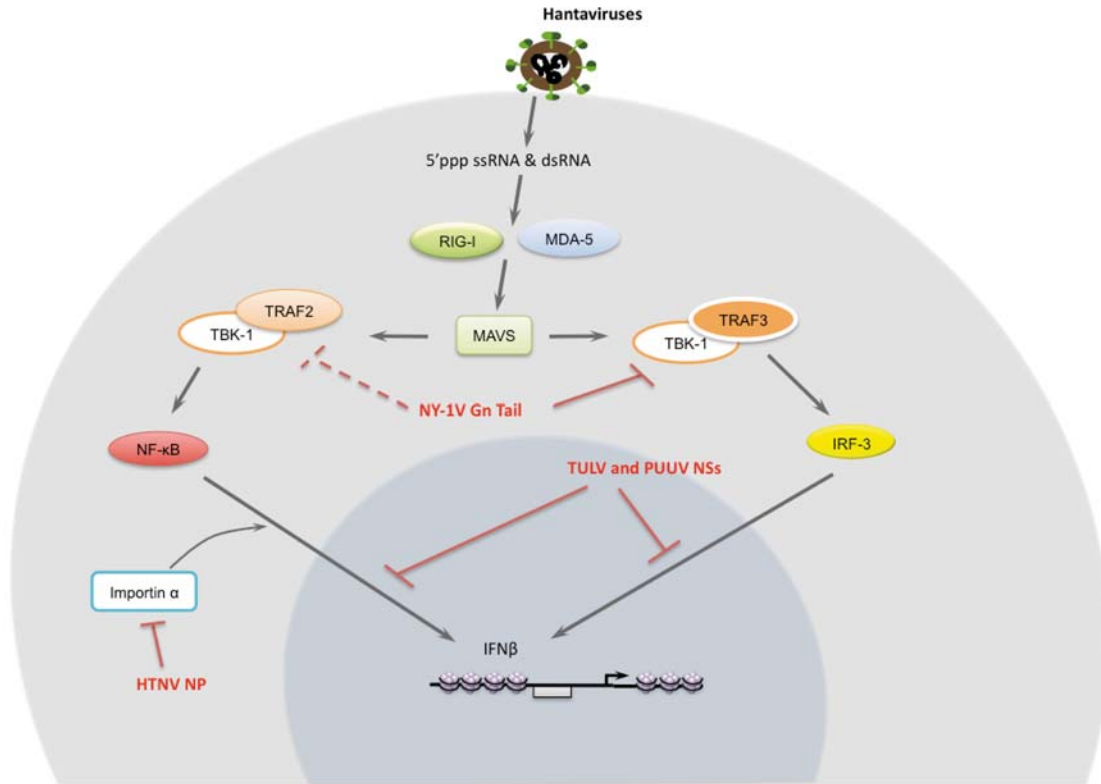 Hantaviruses
5'ppp ssRNA & dsRNA
RIG-I
MDA-5
TRAF2
TBK-1
MAVS
TRAF3
TBK-1
NY-1V Gn Tail
NF-κB
IRF-3
TULV and PUUV NSs
Importin α
HTNV NP
IFNβ